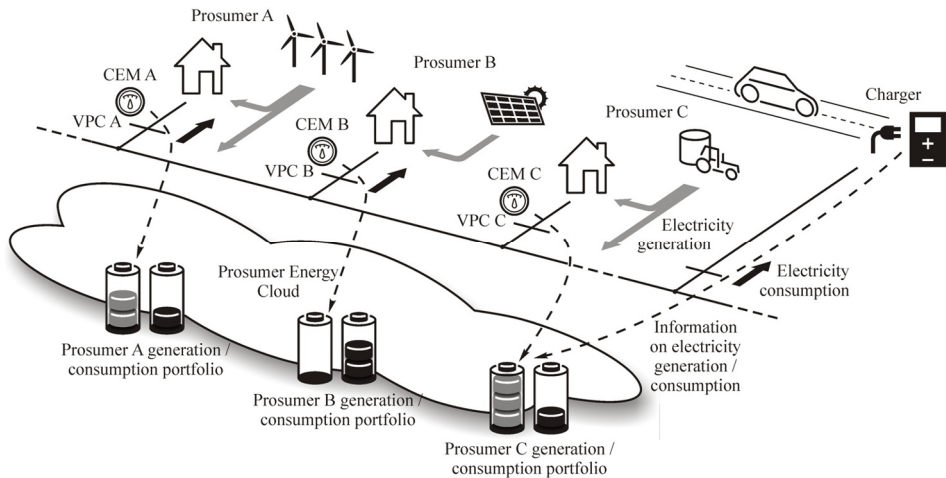 Prosumer A
CEM A
VPC A
Prosumer B
CEM B
VPC B
Prosumer C
CEM C
VPC C
Charger
+
−
Electricity
generation
Electricity
consumption
Information
on electricity
generation /
consumption
Prosumer Energy
Cloud
Prosumer A generation /
consumption portfolio
Prosumer B generation /
consumption portfolio
Prosumer C generation /
consumption portfolio